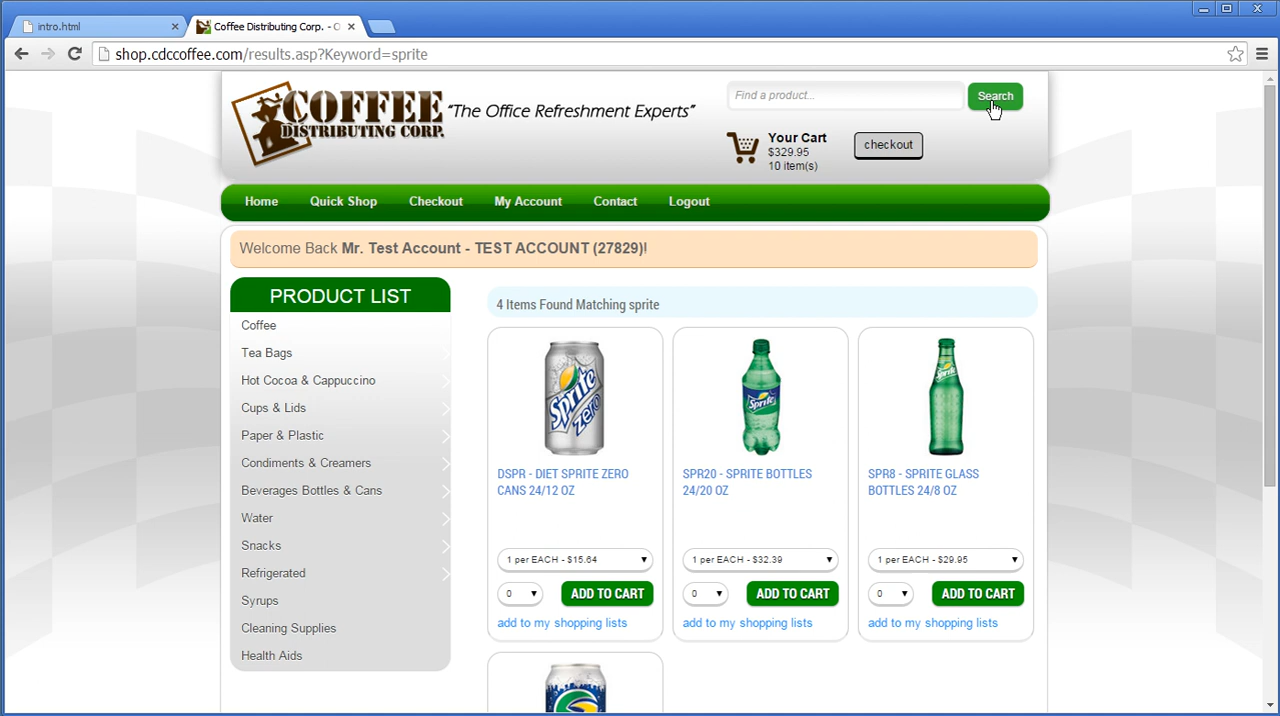 intro.html
Coffee Distributing Corp. - O
shop.cdccoffee.com/results.asp?Keyword=sprite
COFFEE
DISTRIBUTING CORP.
"The Office Refreshment Experts"
Find a product...
Search
Your Cart
$329.95
10 item(s)
checkout
Home Quick Shop Checkout My Account Contact Logout
Welcome Back Mr. Test Account - TEST ACCOUNT (27829)!
PRODUCT LIST
Coffee
Tea Bags
Hot Cocoa & Cappuccino
Cups & Lids
Paper & Plastic
Condiments & Creamers
Beverages Bottles & Cans
Water
Snacks
Refrigerated
Syrups
Cleaning Supplies
Health Aids
4 Items Found Matching sprite
Sprite
zero
DSPR - DIET SPRITE ZERO
CANS 24/12 OZ
1 per EACH - $15.64
0
ADD TO CART
add to my shopping lists
Sprite
SPR20 - SPRITE BOTTLES
24/20 OZ
1 per EACH - $32.39
0
ADD TO CART
add to my shopping lists
Sprite
SPR8 - SPRITE GLASS
BOTTLES 24/8 OZ
1 per EACH - $29.95
0
ADD TO CART
add to my shopping lists